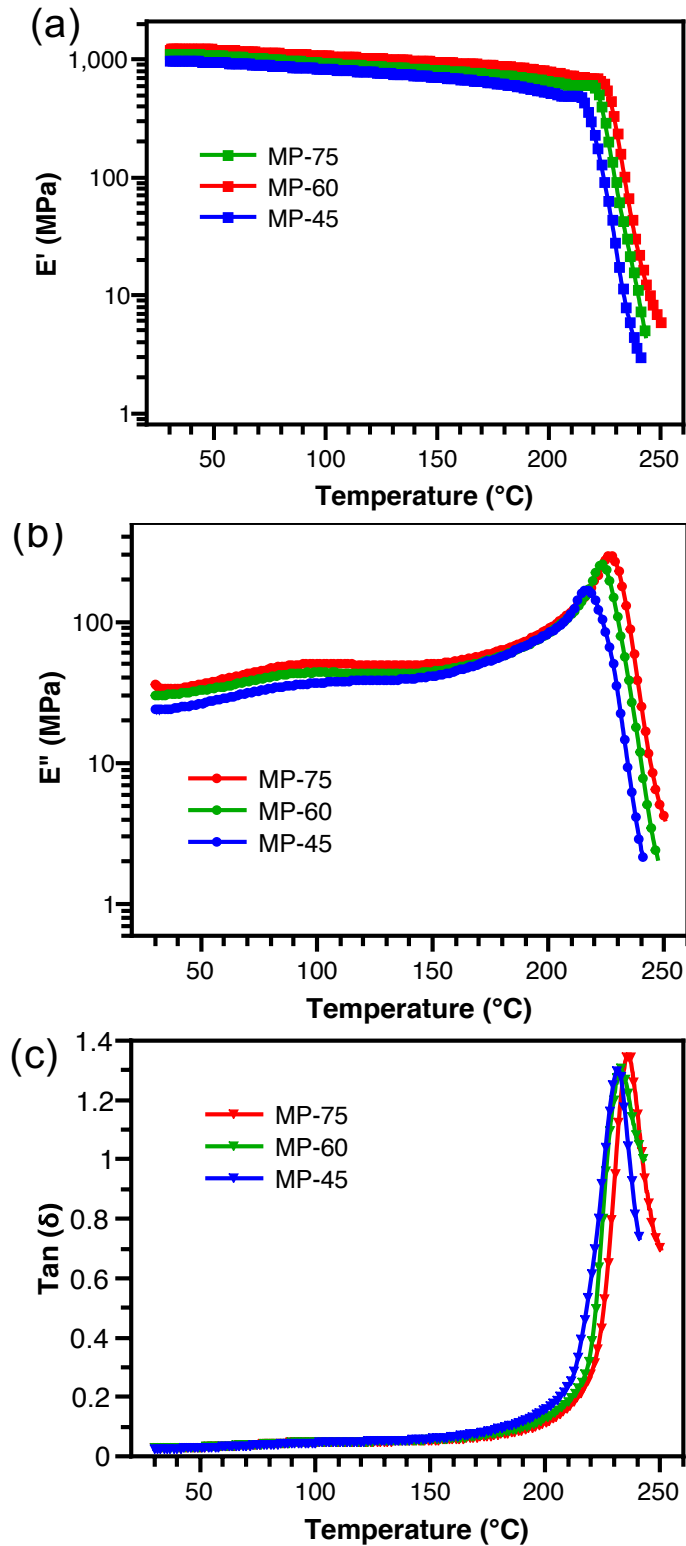 (a)
1,000
100
10
1
E' (MPa)
MP-75
MP-60
MP-45
50
100
150
200
250
Temperature (°C)
(b)
100
10
1
E" (MPa)
MP-75
MP-60
MP-45
50
100
150
200
250
Temperature (°C)
(c)
1.4
1.2
1
0.8
0.6
0.4
0.2
0
Tan (δ)
MP-75
MP-60
MP-45
50
100
150
200
250
Temperature (°C)